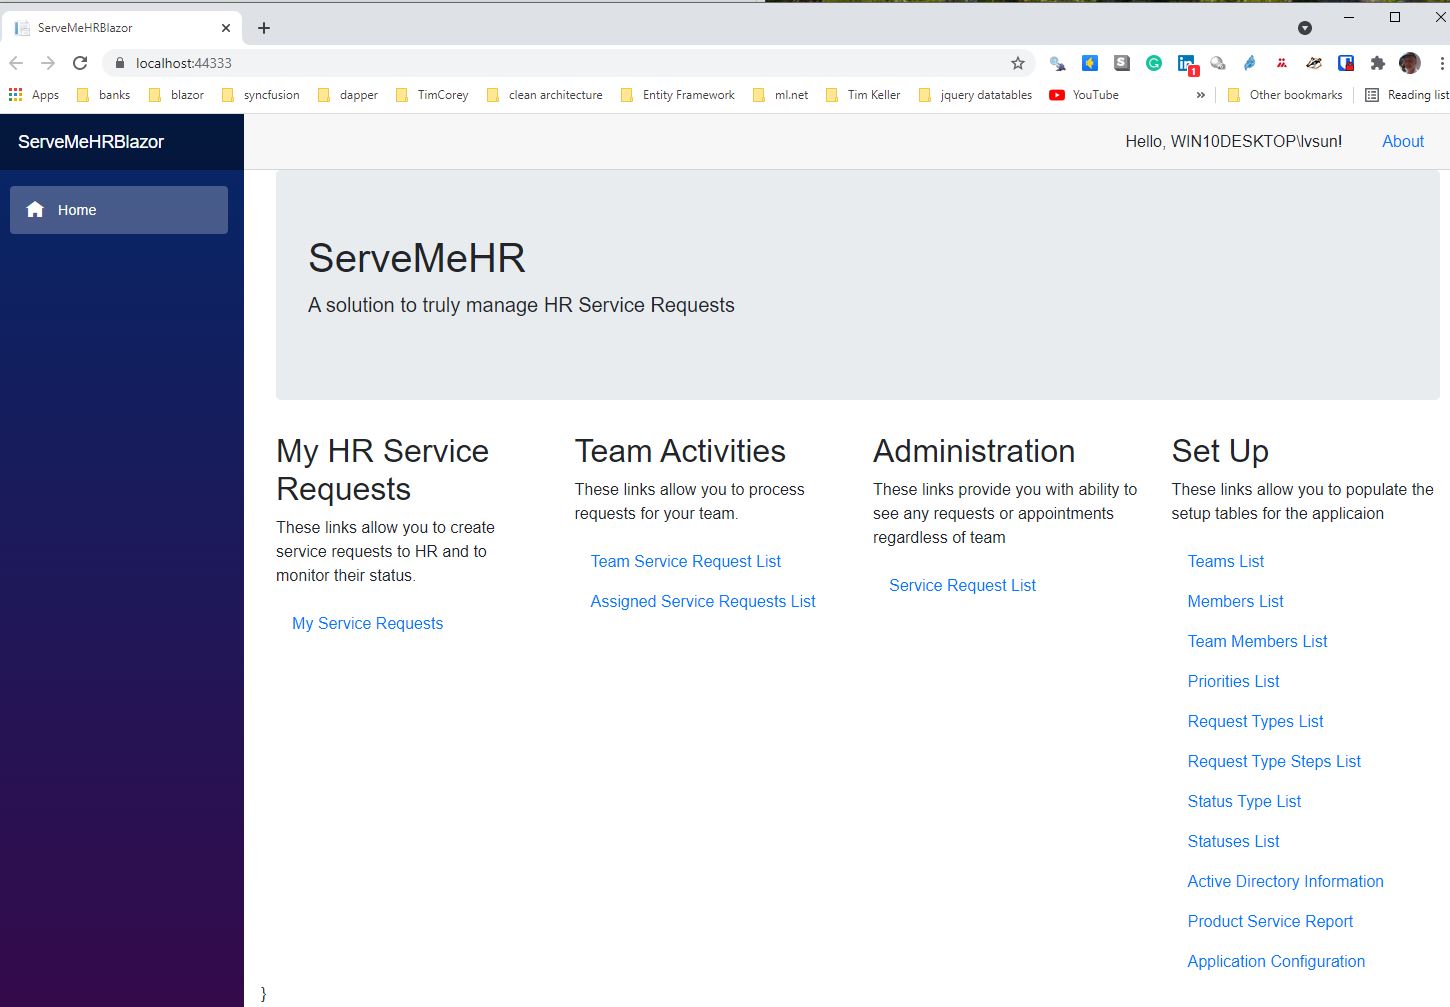 ServeMeHRBlazor
localhost:44333
1
Apps banks blazor syncfusion dapper TimCorey clean architecture Entity Framework ml.net Tim Keller jquery datatables YouTube » Other bookmarks Reading list
ServeMeHRBlazor
Hello, WIN10DESKTOP\lvsun! About
Home
ServeMeHR
A solution to truly manage HR Service Requests
My HR Service
Requests
These links allow you to create
service requests to HR and to
monitor their status.
My Service Requests
Team Activities
These links allow you to process
requests for your team.
Team Service Request List
Assigned Service Requests List
Administration
These links provide you with ability to
see any requests or appointments
regardless of team
Service Request List
Set Up
These links allow you to populate the
setup tables for the applicaion
Teams List
Members List
Team Members List
Priorities List
Request Types List
Request Type Steps List
Status Type List
Statuses List
Active Directory Information
Product Service Report
Application Configuration
}